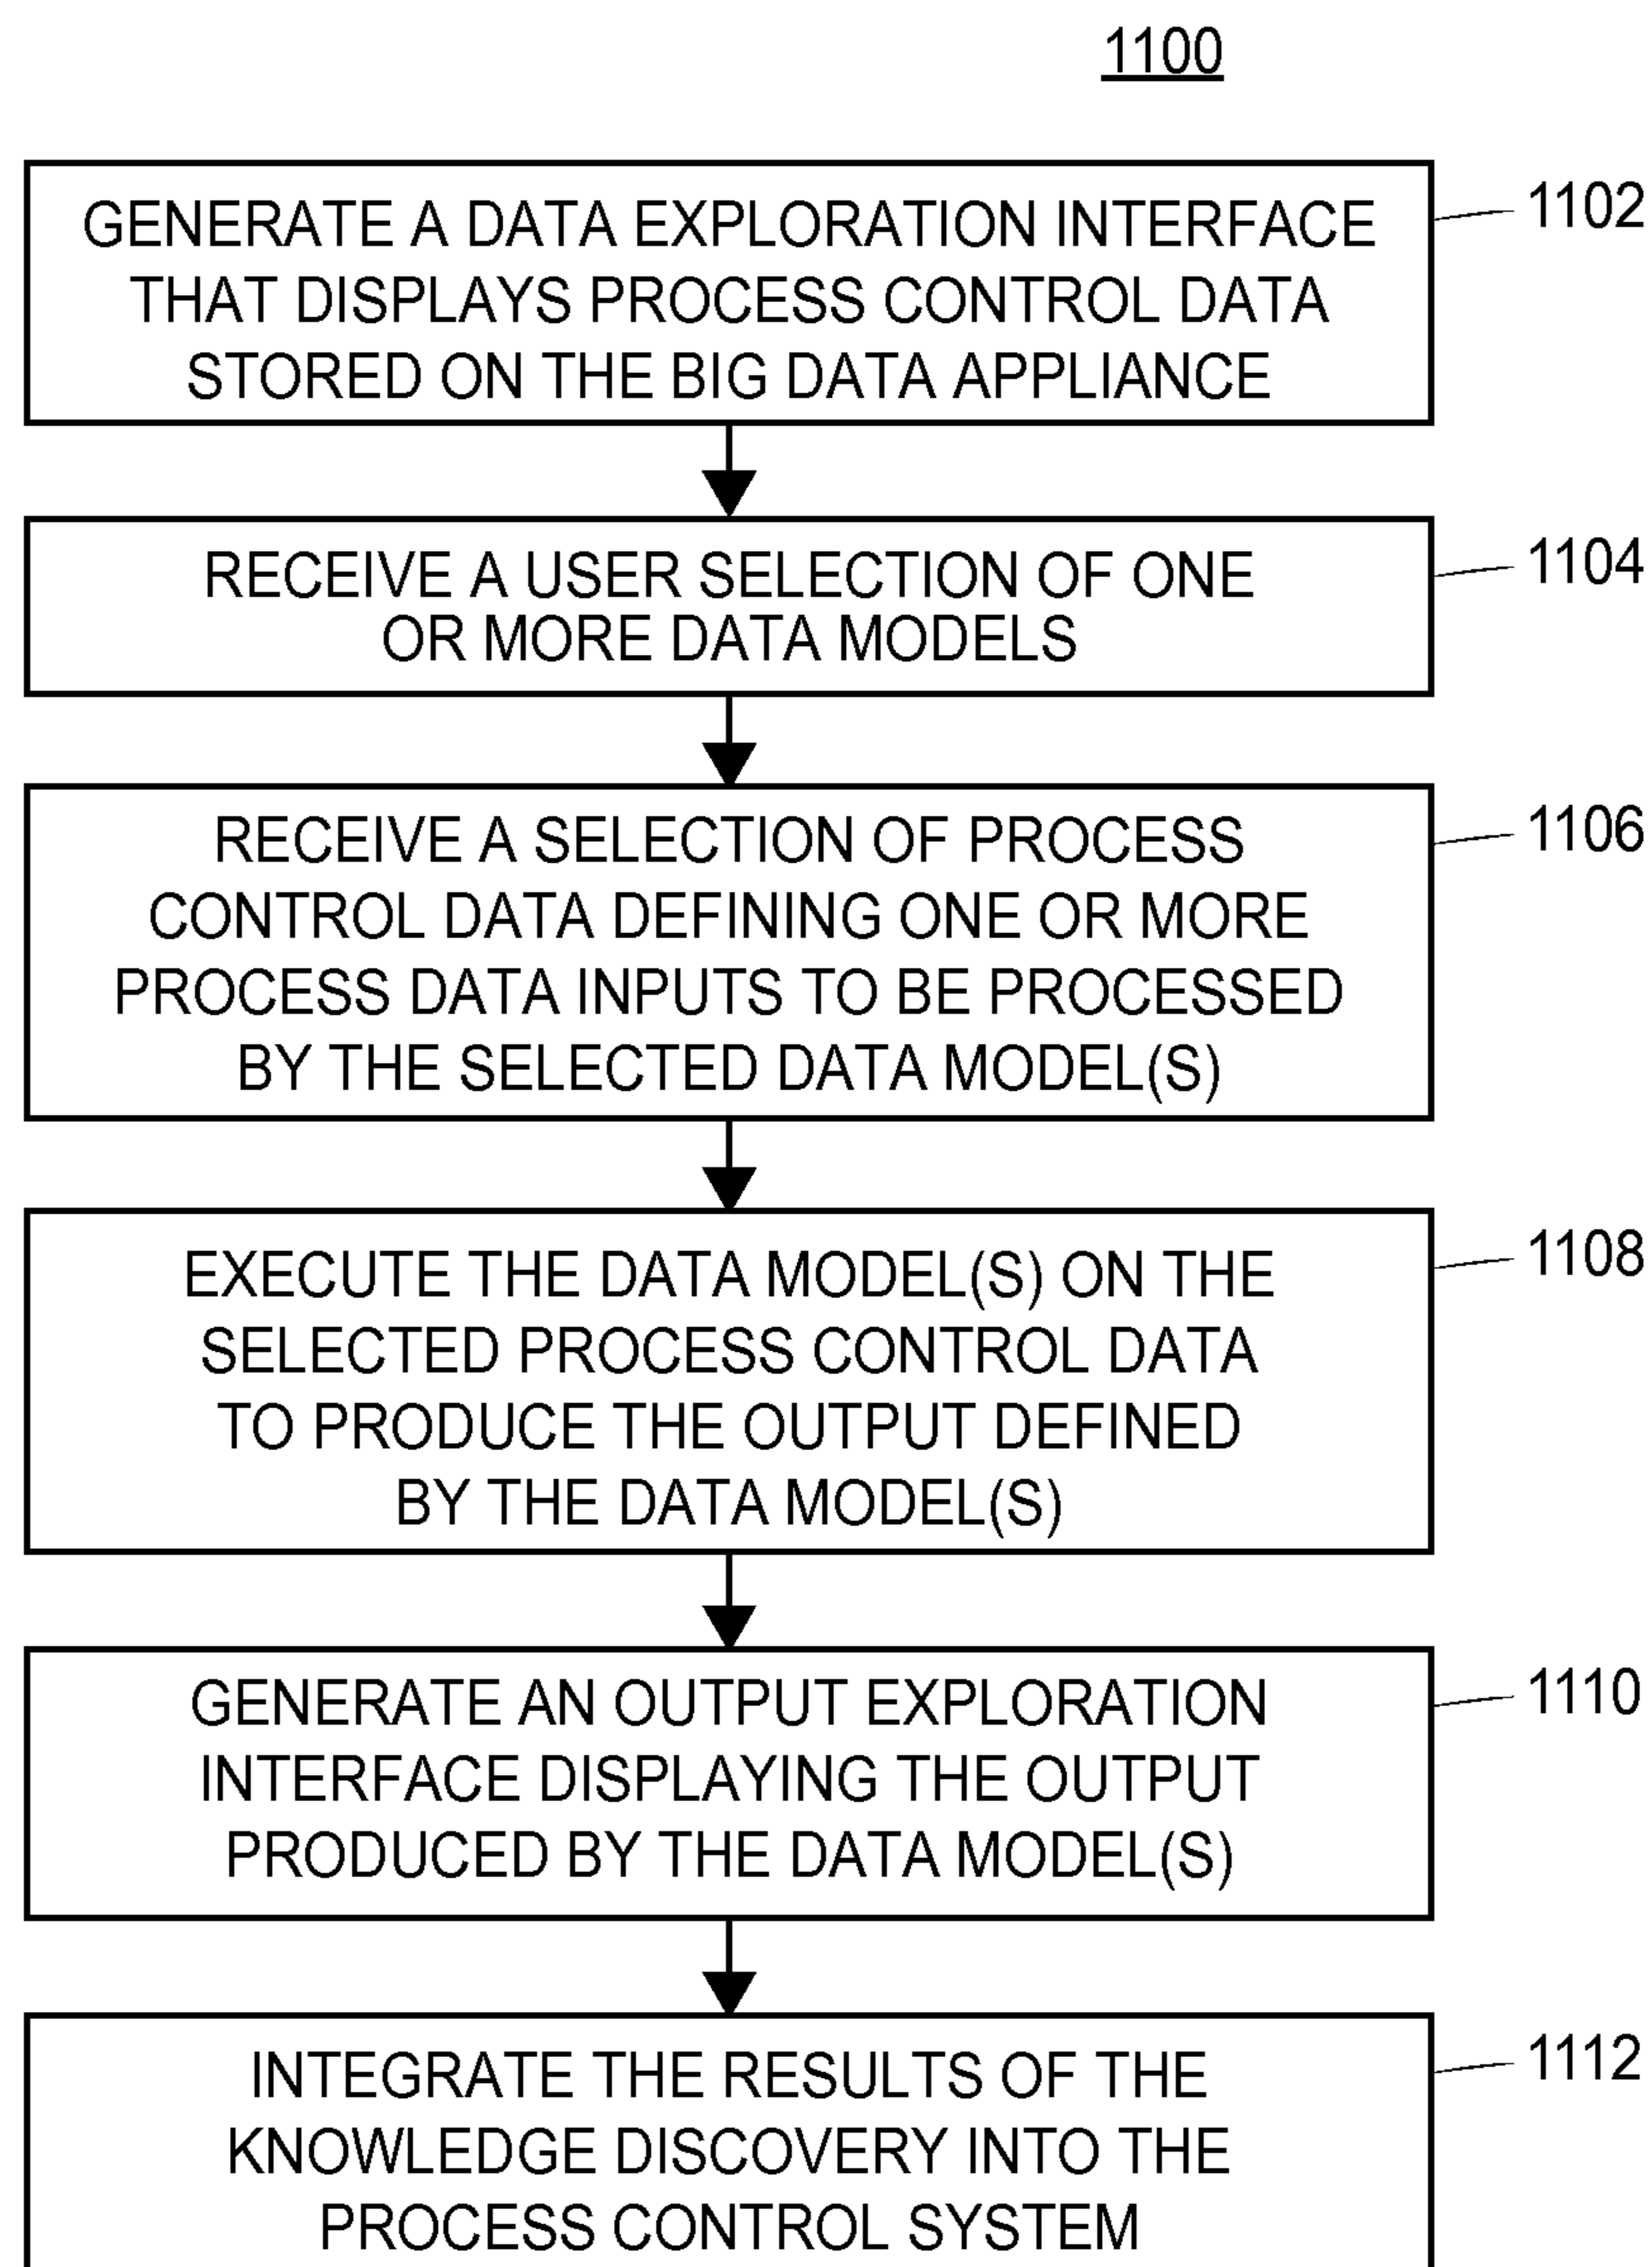 1100
GENERATE A DATA EXPLORATION INTERFACE
THAT DISPLAYS PROCESS CONTROL DATA
STORED ON THE BIG DATA APPLIANCE
1102
RECEIVE A USER SELECTION OF ONE
OR MORE DATA MODELS
1104
RECEIVE A SELECTION OF PROCESS
CONTROL DATA DEFINING ONE OR MORE
PROCESS DATA INPUTS TO BE PROCESSED
BY THE SELECTED DATA MODEL(S)
1106
EXECUTE THE DATA MODEL(S) ON THE
SELECTED PROCESS CONTROL DATA
TO PRODUCE THE OUTPUT DEFINED
BY THE DATA MODEL(S)
1108
GENERATE AN OUTPUT EXPLORATION
INTERFACE DISPLAYING THE OUTPUT
PRODUCED BY THE DATA MODEL(S)
1110
INTEGRATE THE RESULTS OF THE
KNOWLEDGE DISCOVERY INTO THE
PROCESS CONTROL SYSTEM
1112